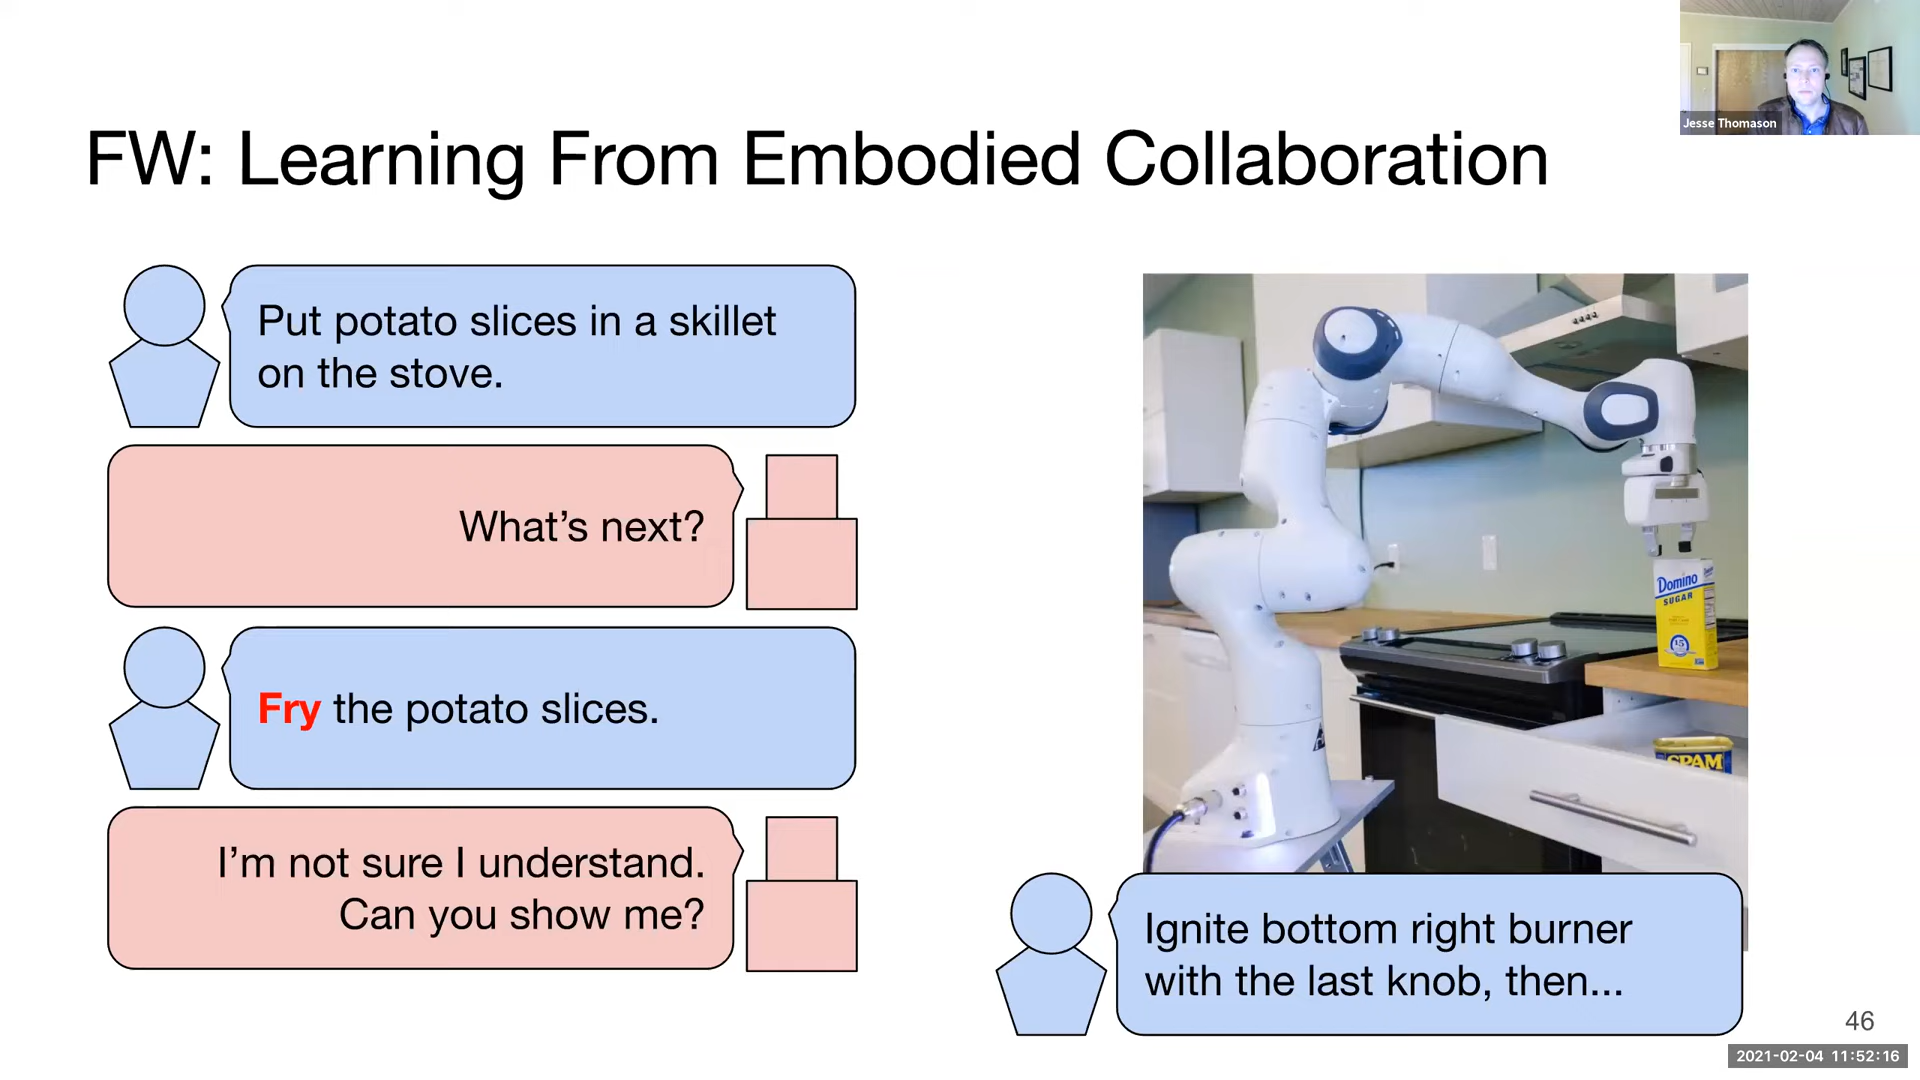 Jesse Thomason
FW: Learning From Embodied Collaboration
Put potato slices in a skillet
on the stove.
What’s next?
Fry the potato slices.
I’m not sure I understand.
Can you show me?
Domino
SUGAR
15
SPAM
Ignite bottom right burner
with the last knob, then...
46
2021-02-04 11:52:16